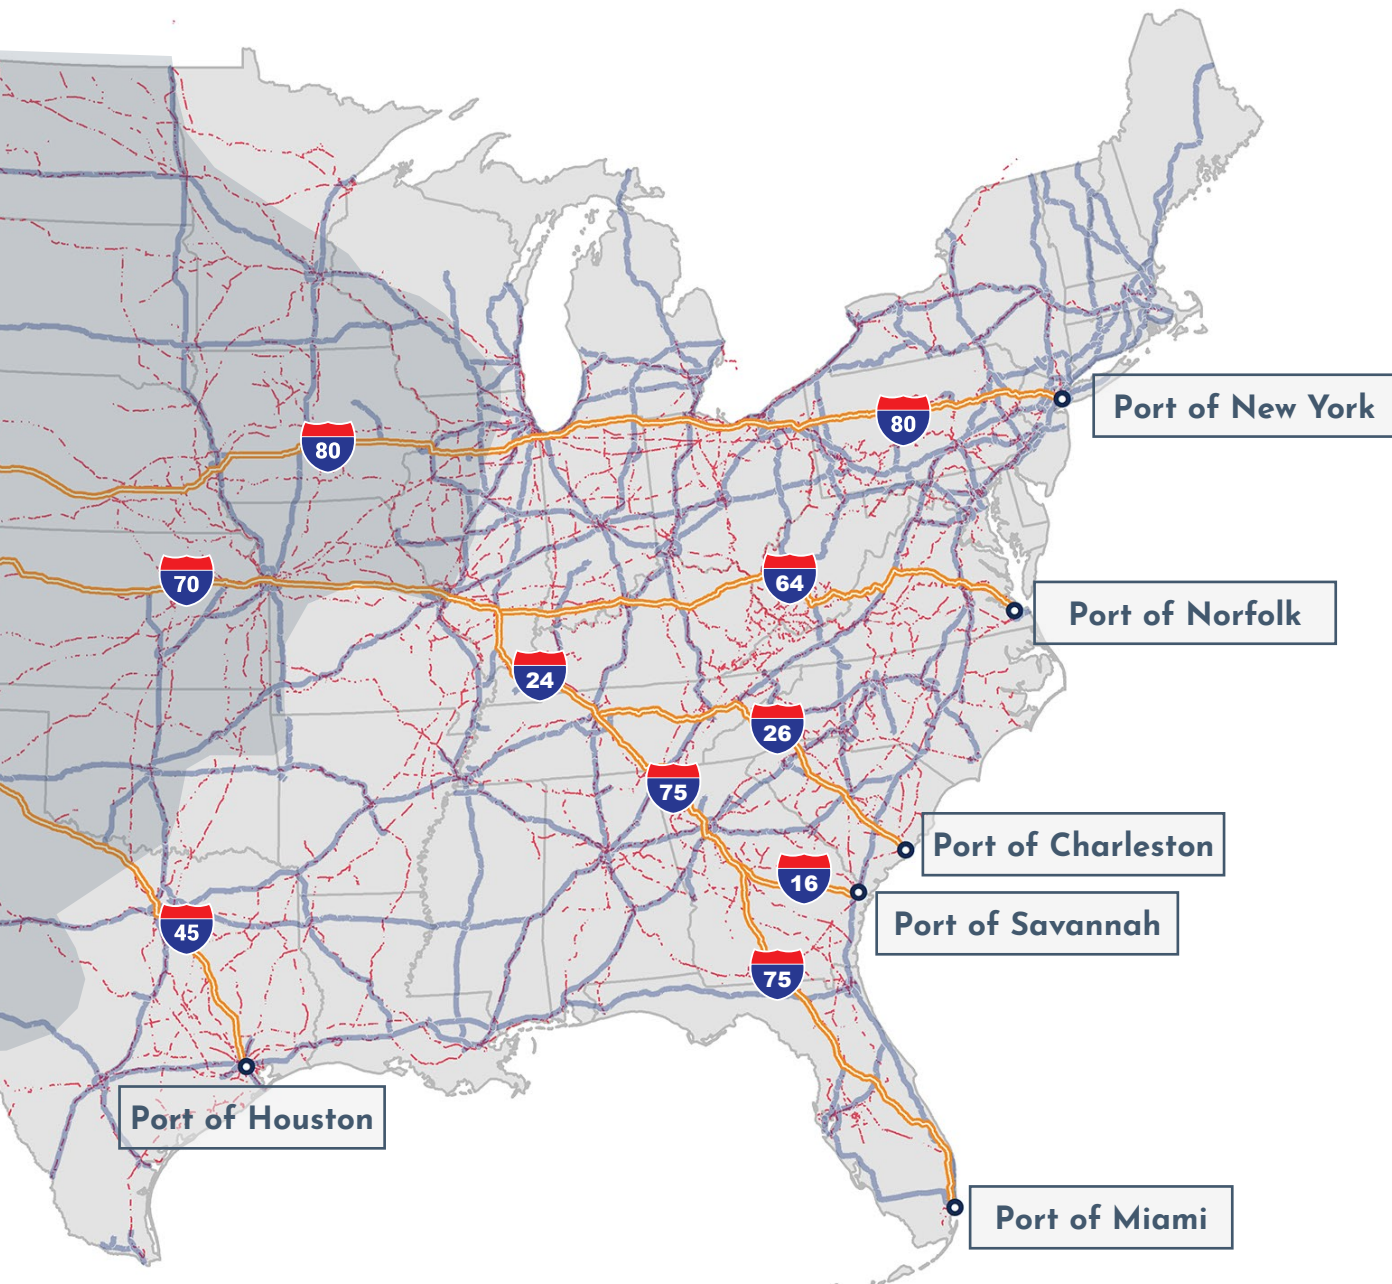 80
Port of New York
80
70
64
Port of Norfolk
24
26
75
Port of Charleston
16
Port of Savannah
45
75
Port of Houston
Port of Miami